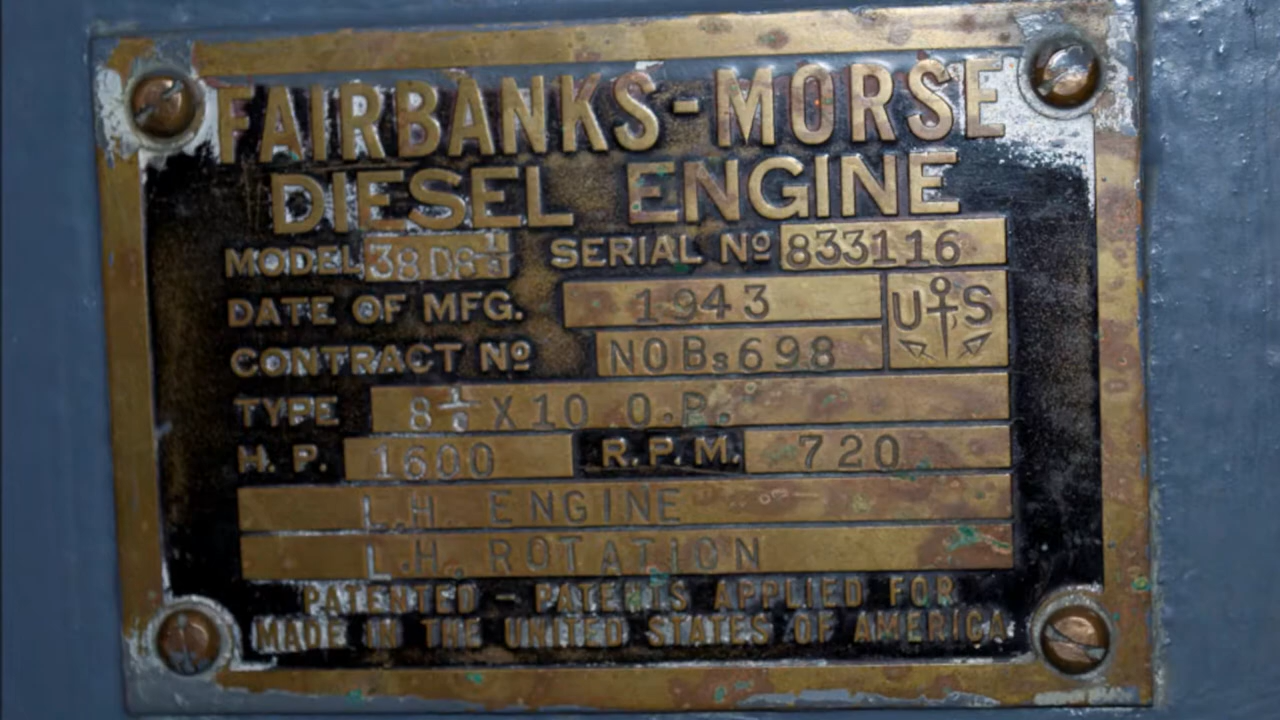 FAIRBANKS-MORSE
DIESEL ENGINE
MODEL 38D8⅛ SERIAL Nº 833116
DATE OF MFG. 1943
U S
CONTRACT Nº NOBs698
TYPE 8⅛ X 10 O.P.
H. P. 1600 R.P.M. 720
L.H. ENGINE
L.H. ROTATION
PATENTED - PATENTS APPLIED FOR
MADE IN THE UNITED STATES OF AMERICA